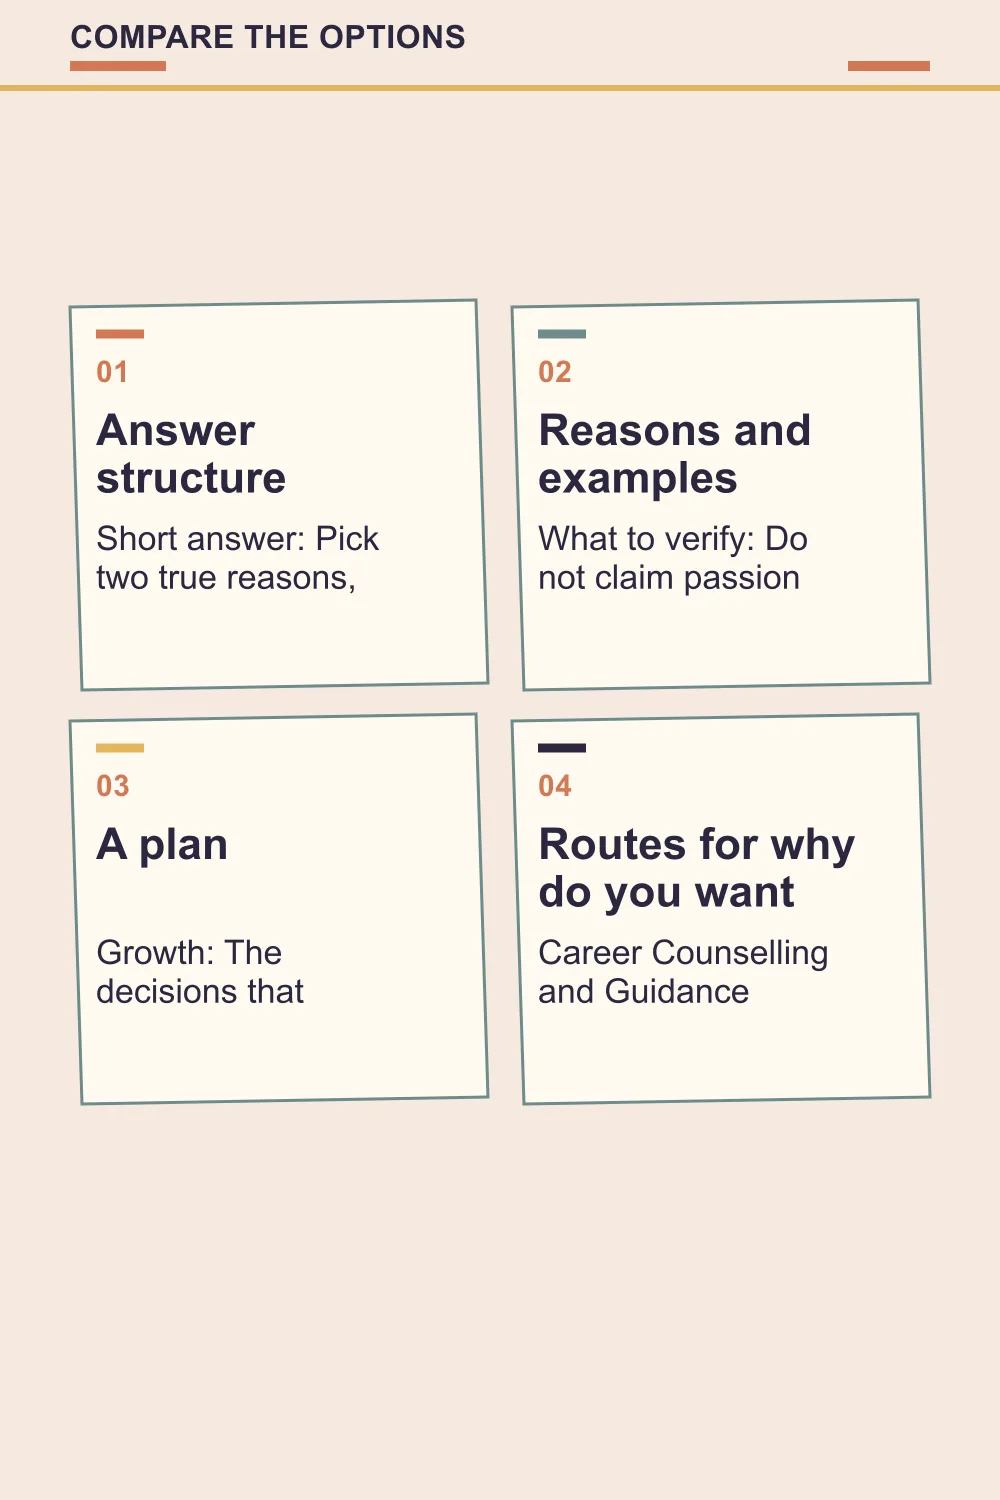 COMPARE THE OPTIONS
01
Answer
structure
Short answer: Pick
two true reasons,
02
Reasons and
examples
What to verify: Do
not claim passion
03
A plan
Growth: The
decisions that
04
Routes for why
do you want
Career Counselling
and Guidance